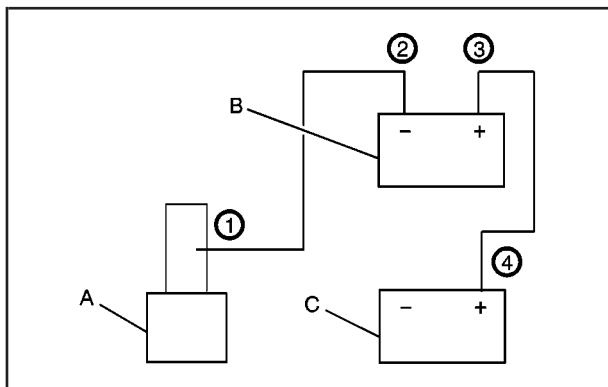 ② ③
B
− +
①
④
A
C
− +